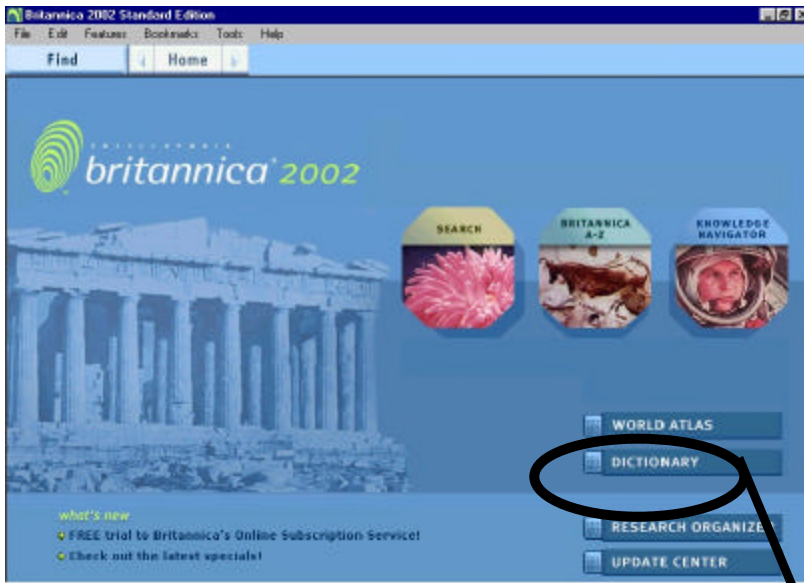 Britannica 2002 Standard Edition
File Edit Features Bookmarks Tools Help
Find Home
ENCYCLOPÆDIA
britannica 2002
SEARCH
BRITANNICA
A-Z
KNOWLEDGE
NAVIGATOR
WORLD ATLAS
DICTIONARY
what's new
FREE trial to Britannica's Online Subscription Service!
Check out the latest specials!
RESEARCH ORGANIZER
UPDATE CENTER